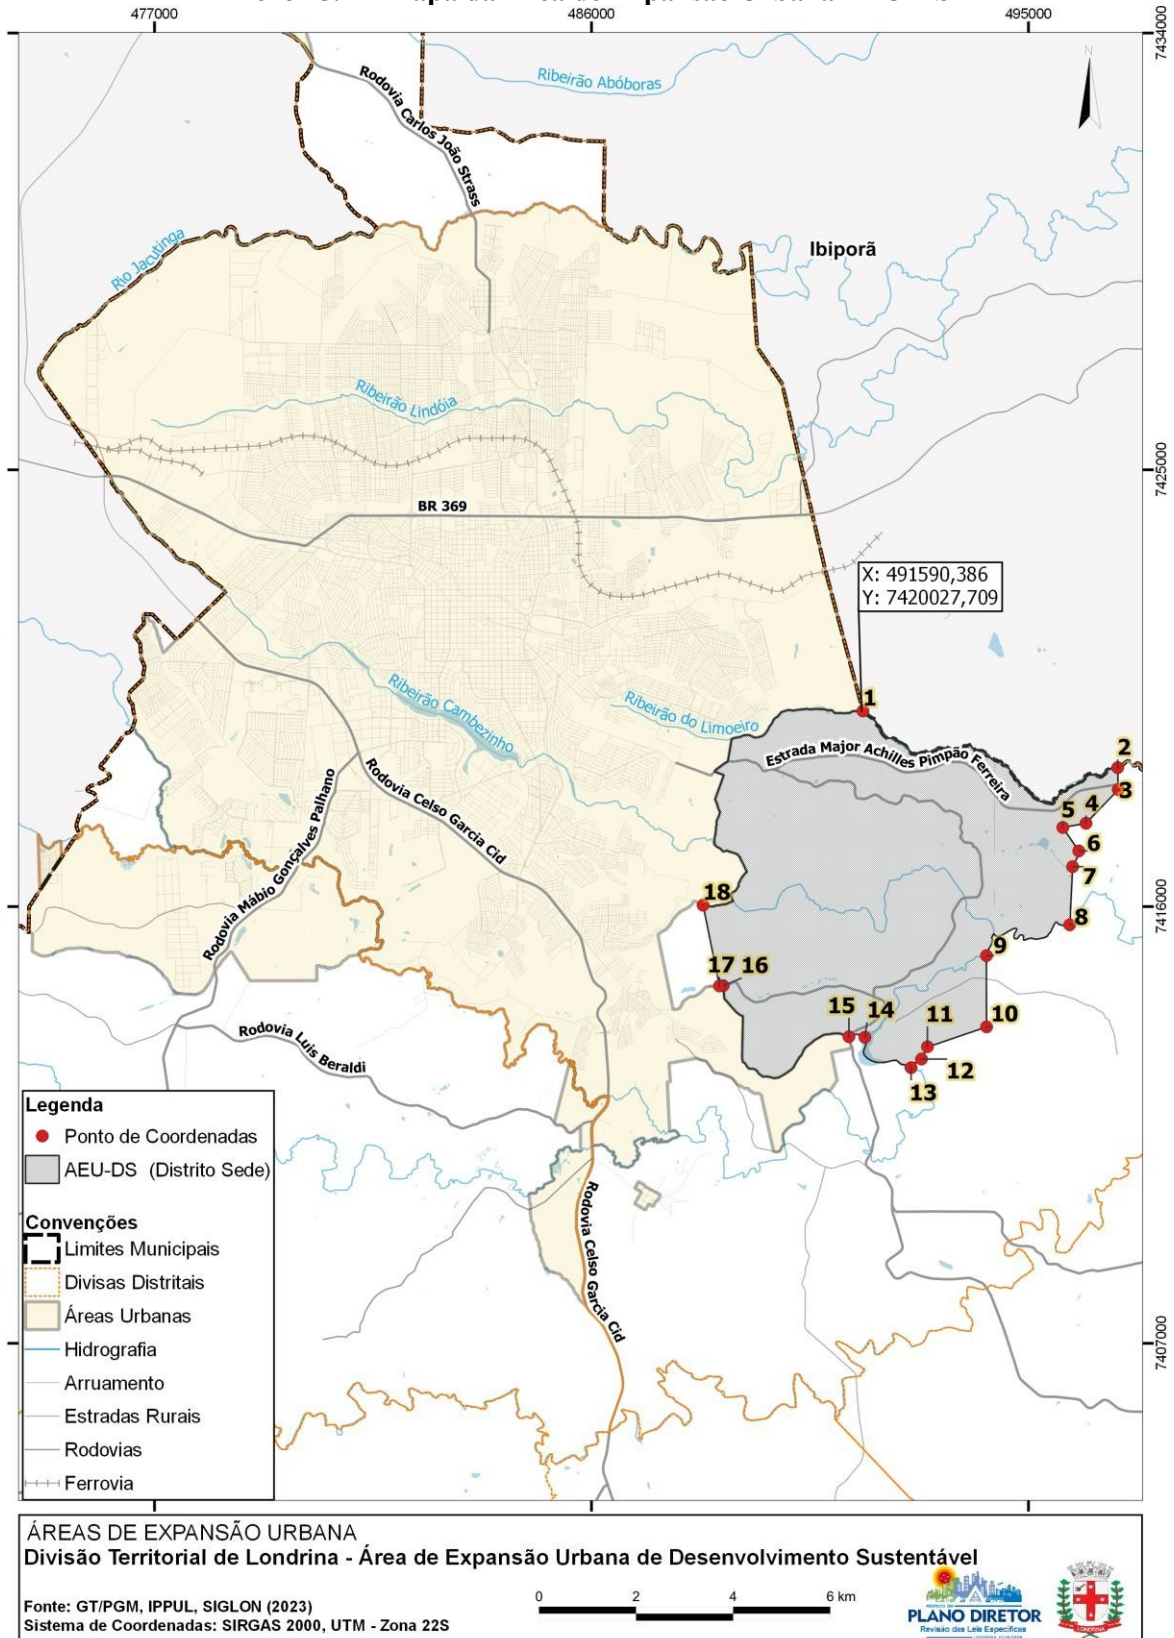 477000
486000
495000
7434000
N
Ribeirão Abóboras
Rodovia Carlos João Strass
Ibiporã
Rio Jacutinga
Ribeirão Lindóia
7425000
BR 369
X: 491590,386
Y: 7420027,709
1
Ribeirão Cambezinho
Ribeirão do Limoeiro
Estrada Major Achilles Pimpão Ferreira
2
3
Rodovia Celso Garcia Cid
Rodovia Mábio Gonçalves Palhano
5
4
6
7
18
7416000
8
9
17
16
10
15
14
11
12
13
Rodovia Luis Beraldi
Rodovia Celso Garcia Cid
7407000
Legenda
Ponto de Coordenadas
AEU-DS (Distrito Sede)
Convenções
Limites Municipais
Divisas Distritais
Áreas Urbanas
Hidrografia
Arruamento
Estradas Rurais
Rodovias
Ferrovia
ÁREAS DE EXPANSÃO URBANA
Divisão Territorial de Londrina - Área de Expansão Urbana de Desenvolvimento Sustentável
Fonte: GT/PGM, IPPUL, SIGLON (2023)
Sistema de Coordenadas: SIRGAS 2000, UTM - Zona 22S
0 2 4 6 km
PLANO DIRETOR
Revisão das Leis Específicas
LONDRINA